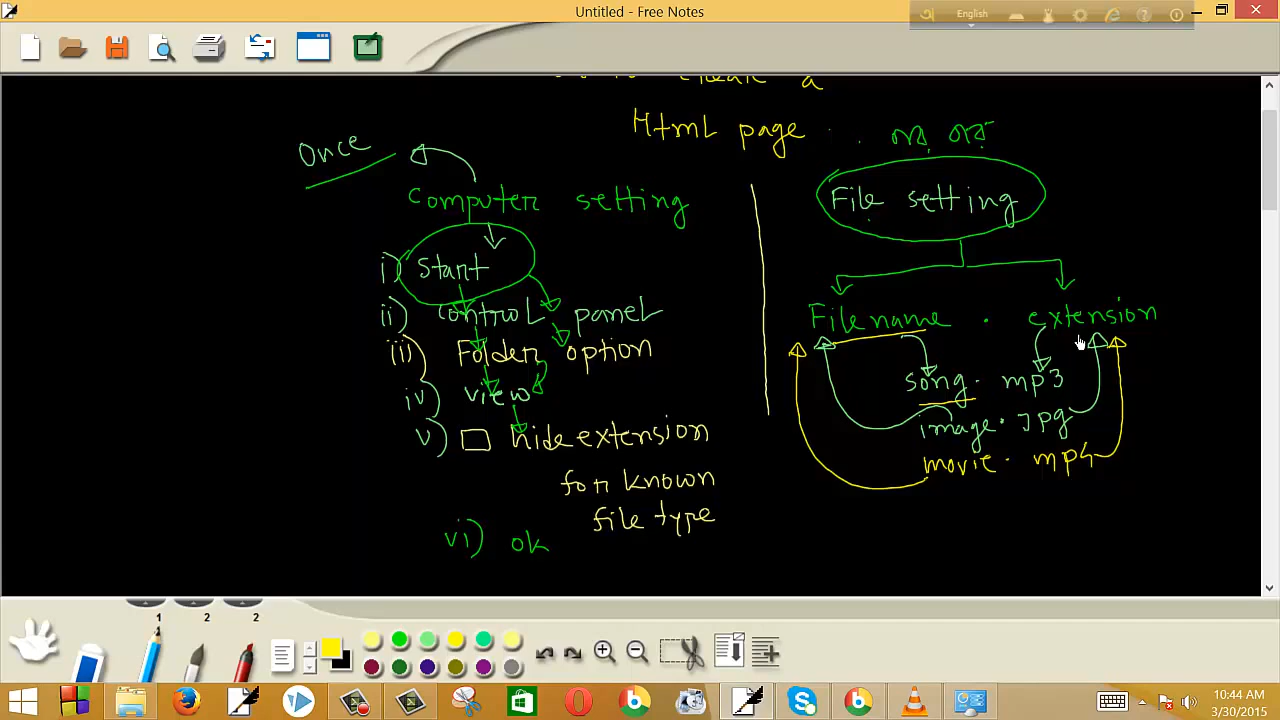 Untitled - Free Notes
English
a
Html page
Once
Computer setting
i) Start
ii) control panel
iii) Folder option
iv) view
v) hide extension
for known
file type
vi) ok
File setting
File name . extension
song . mp3
image . Jpg
movie . mp4
1 2 2
10:44 AM
3/30/2015